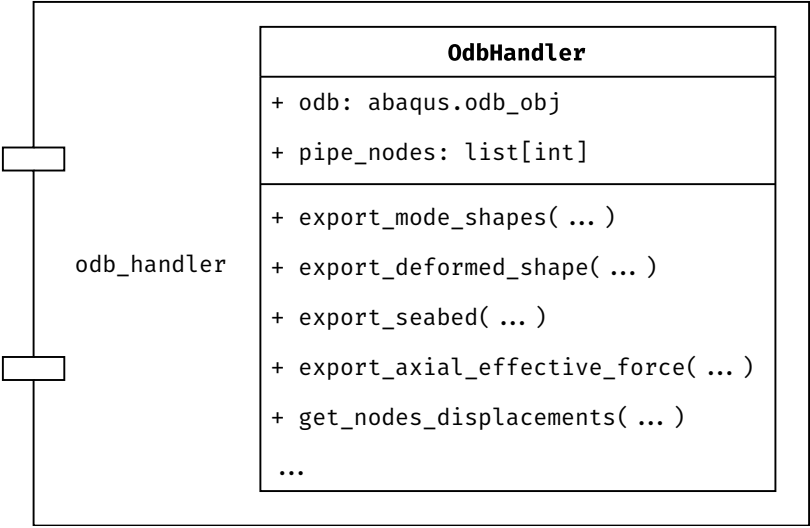 OdbHandler
+ odb: abaqus.odb_obj
+ pipe_nodes: list[int]
+ export_mode_shapes(...)
odb_handler
+ export_deformed_shape(...)
+ export_seabed(...)
+ export_axial_effective_force(...)
+ get_nodes_displacements(...)
...